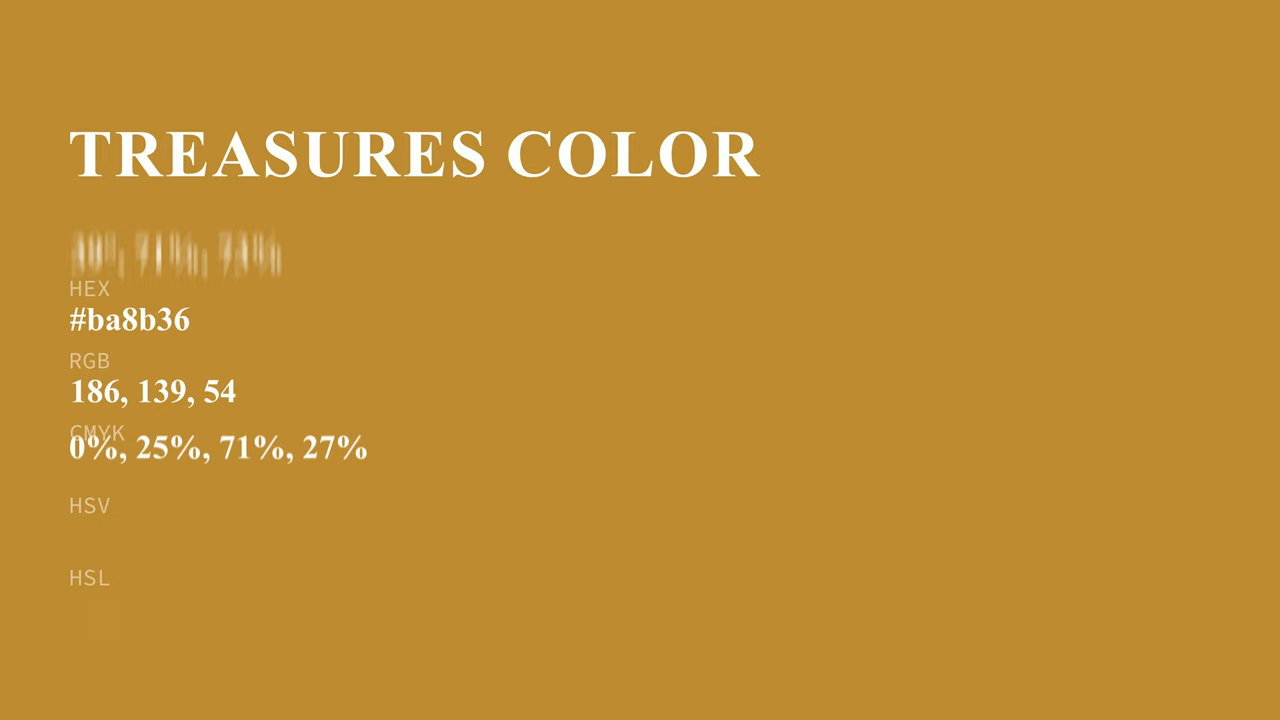 TREASURES COLOR
HEX
#ba8b36
RGB
186, 139, 54
CMYK
0%, 25%, 71%, 27%
HSV
HSL